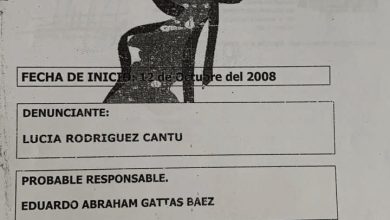 FECHA DE INICIO: 12 de Octubre del 2008
DENUNCIANTE:
LUCIA RODRIGUEZ CANTU
PROBABLE RESPONSABLE.
EDUARDO ABRAHAM GATTAS BAEZ